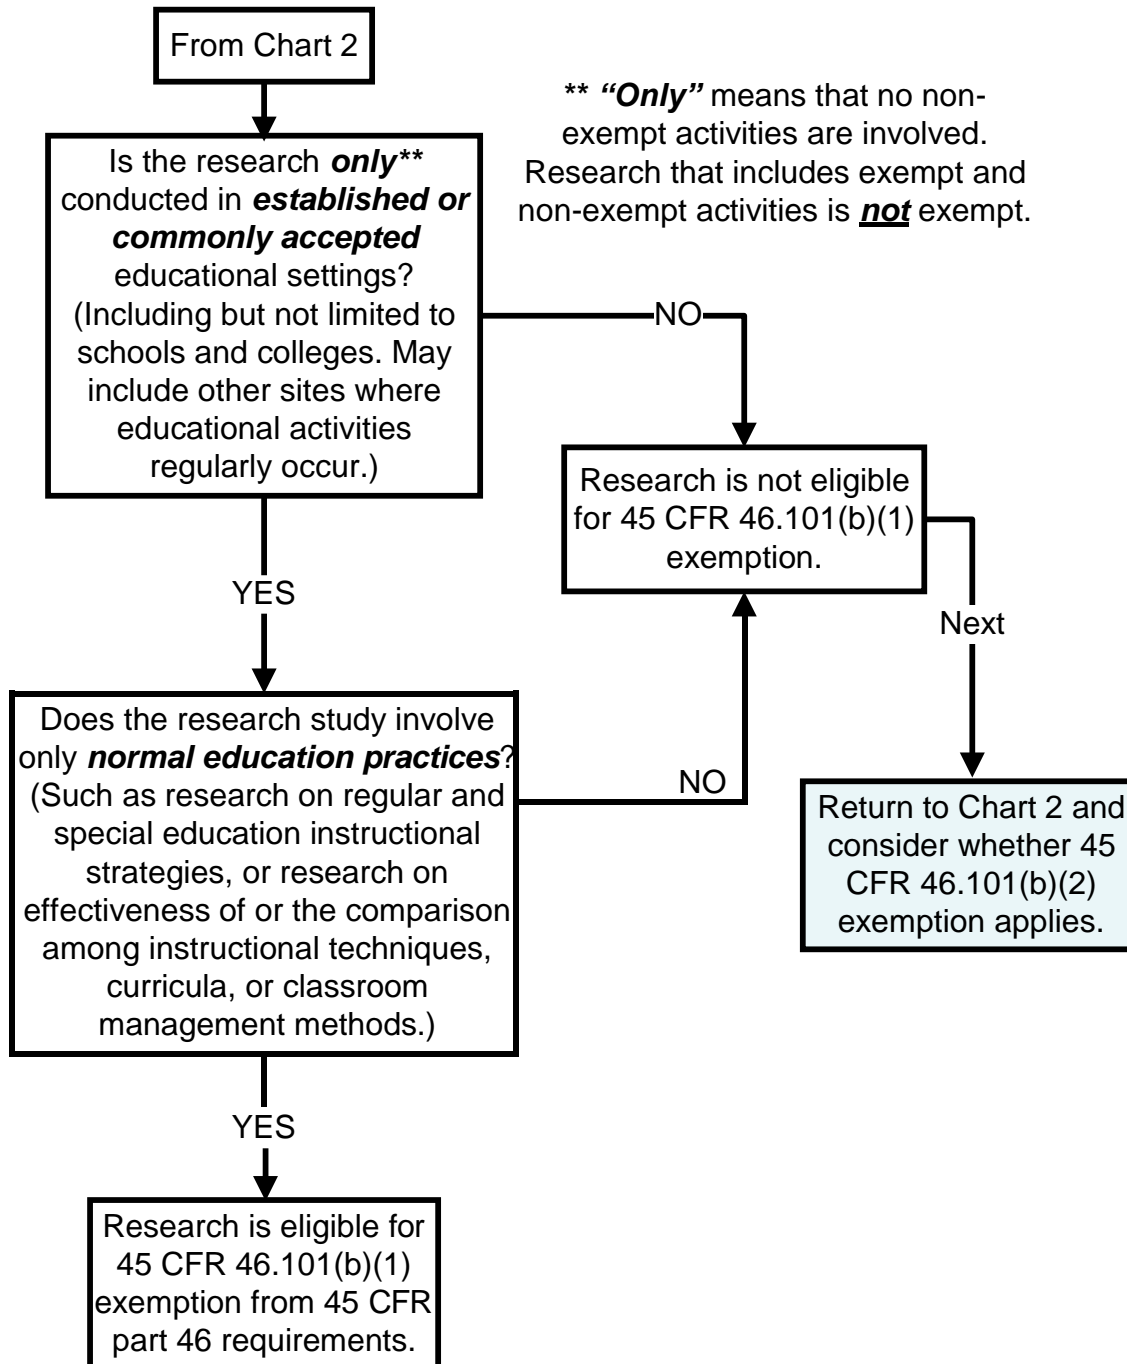 From Chart 2
** “Only” means that no non-
exempt activities are involved.
Research that includes exempt and
non-exempt activities is not exempt.
Is the research only**
conducted in established or
commonly accepted
educational settings?
(Including but not limited to
schools and colleges. May
include other sites where
educational activities
regularly occur.)
NO
Research is not eligible
for 45 CFR 46.101(b)(1)
exemption.
YES
Next
Does the research study involve
only normal education practices?
(Such as research on regular and
special education instructional
strategies, or research on
effectiveness of or the comparison
among instructional techniques,
curricula, or classroom
management methods.)
NO
Return to Chart 2 and
consider whether 45
CFR 46.101(b)(2)
exemption applies.
YES
Research is eligible for
45 CFR 46.101(b)(1)
exemption from 45 CFR
part 46 requirements.